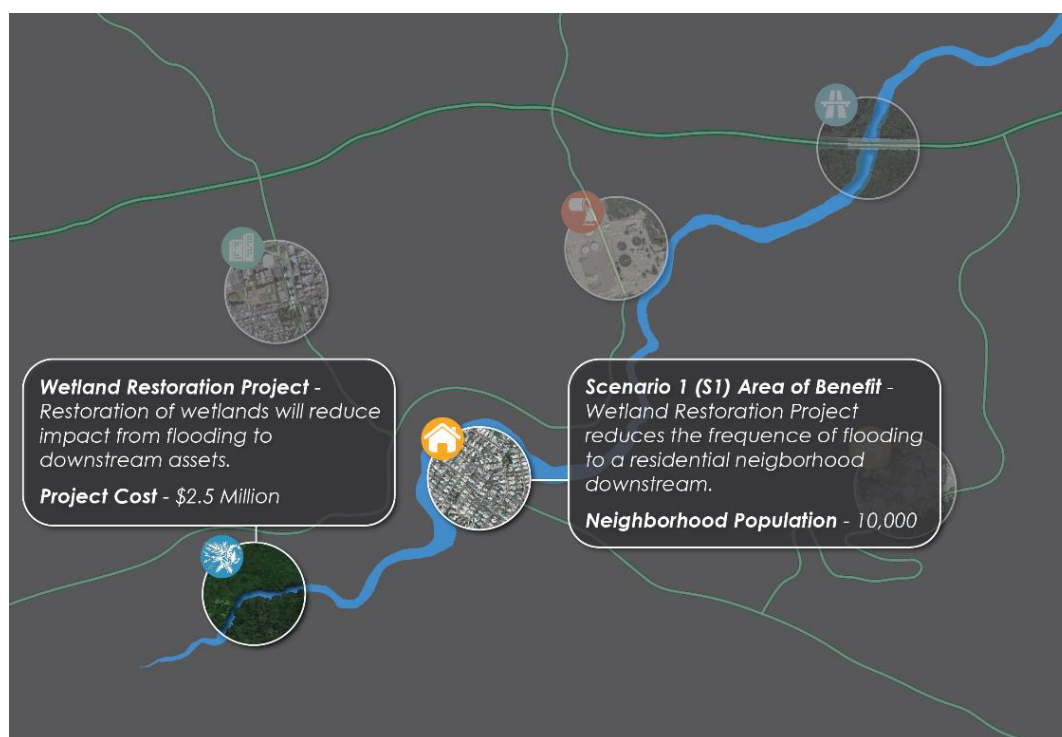 Wetland Restoration Project -
Restoration of wetlands will reduce
impact from flooding to
downstream assets.
Project Cost - $2.5 Million
Scenario 1 (S1) Area of Benefit -
Wetland Restoration Project
reduces the frequence of flooding
to a residential neigborhood
downstream.
Neighborhood Population - 10,000